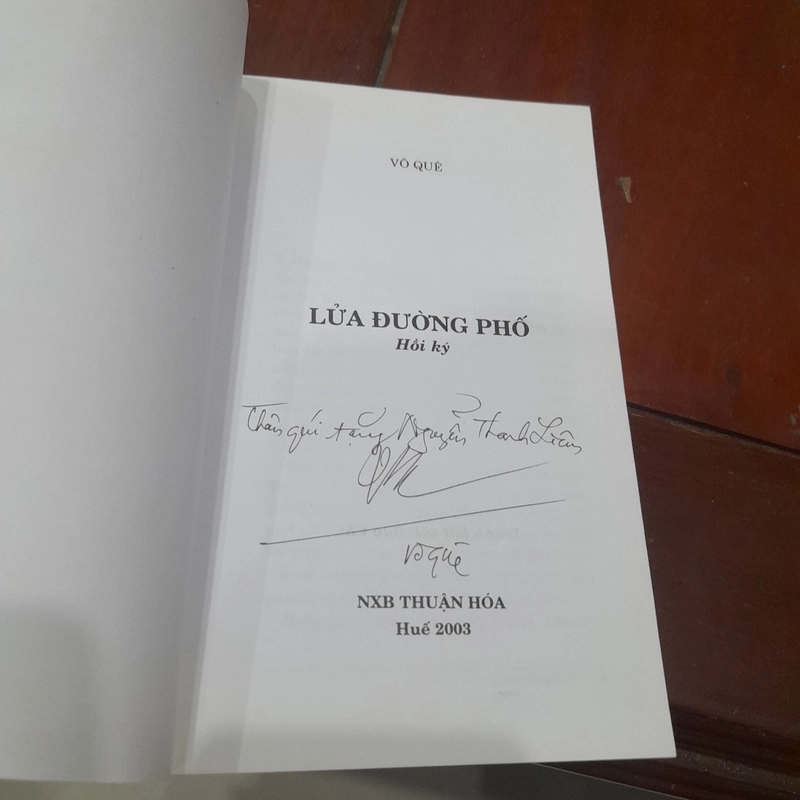 VÕ QUÊ
LỬA ĐƯỜNG PHỐ
Hồi ký
Thân quí tặng Nguyễn Thanh Liêm
Võ Quê
NXB THUẬN HÓA
Huế 2003